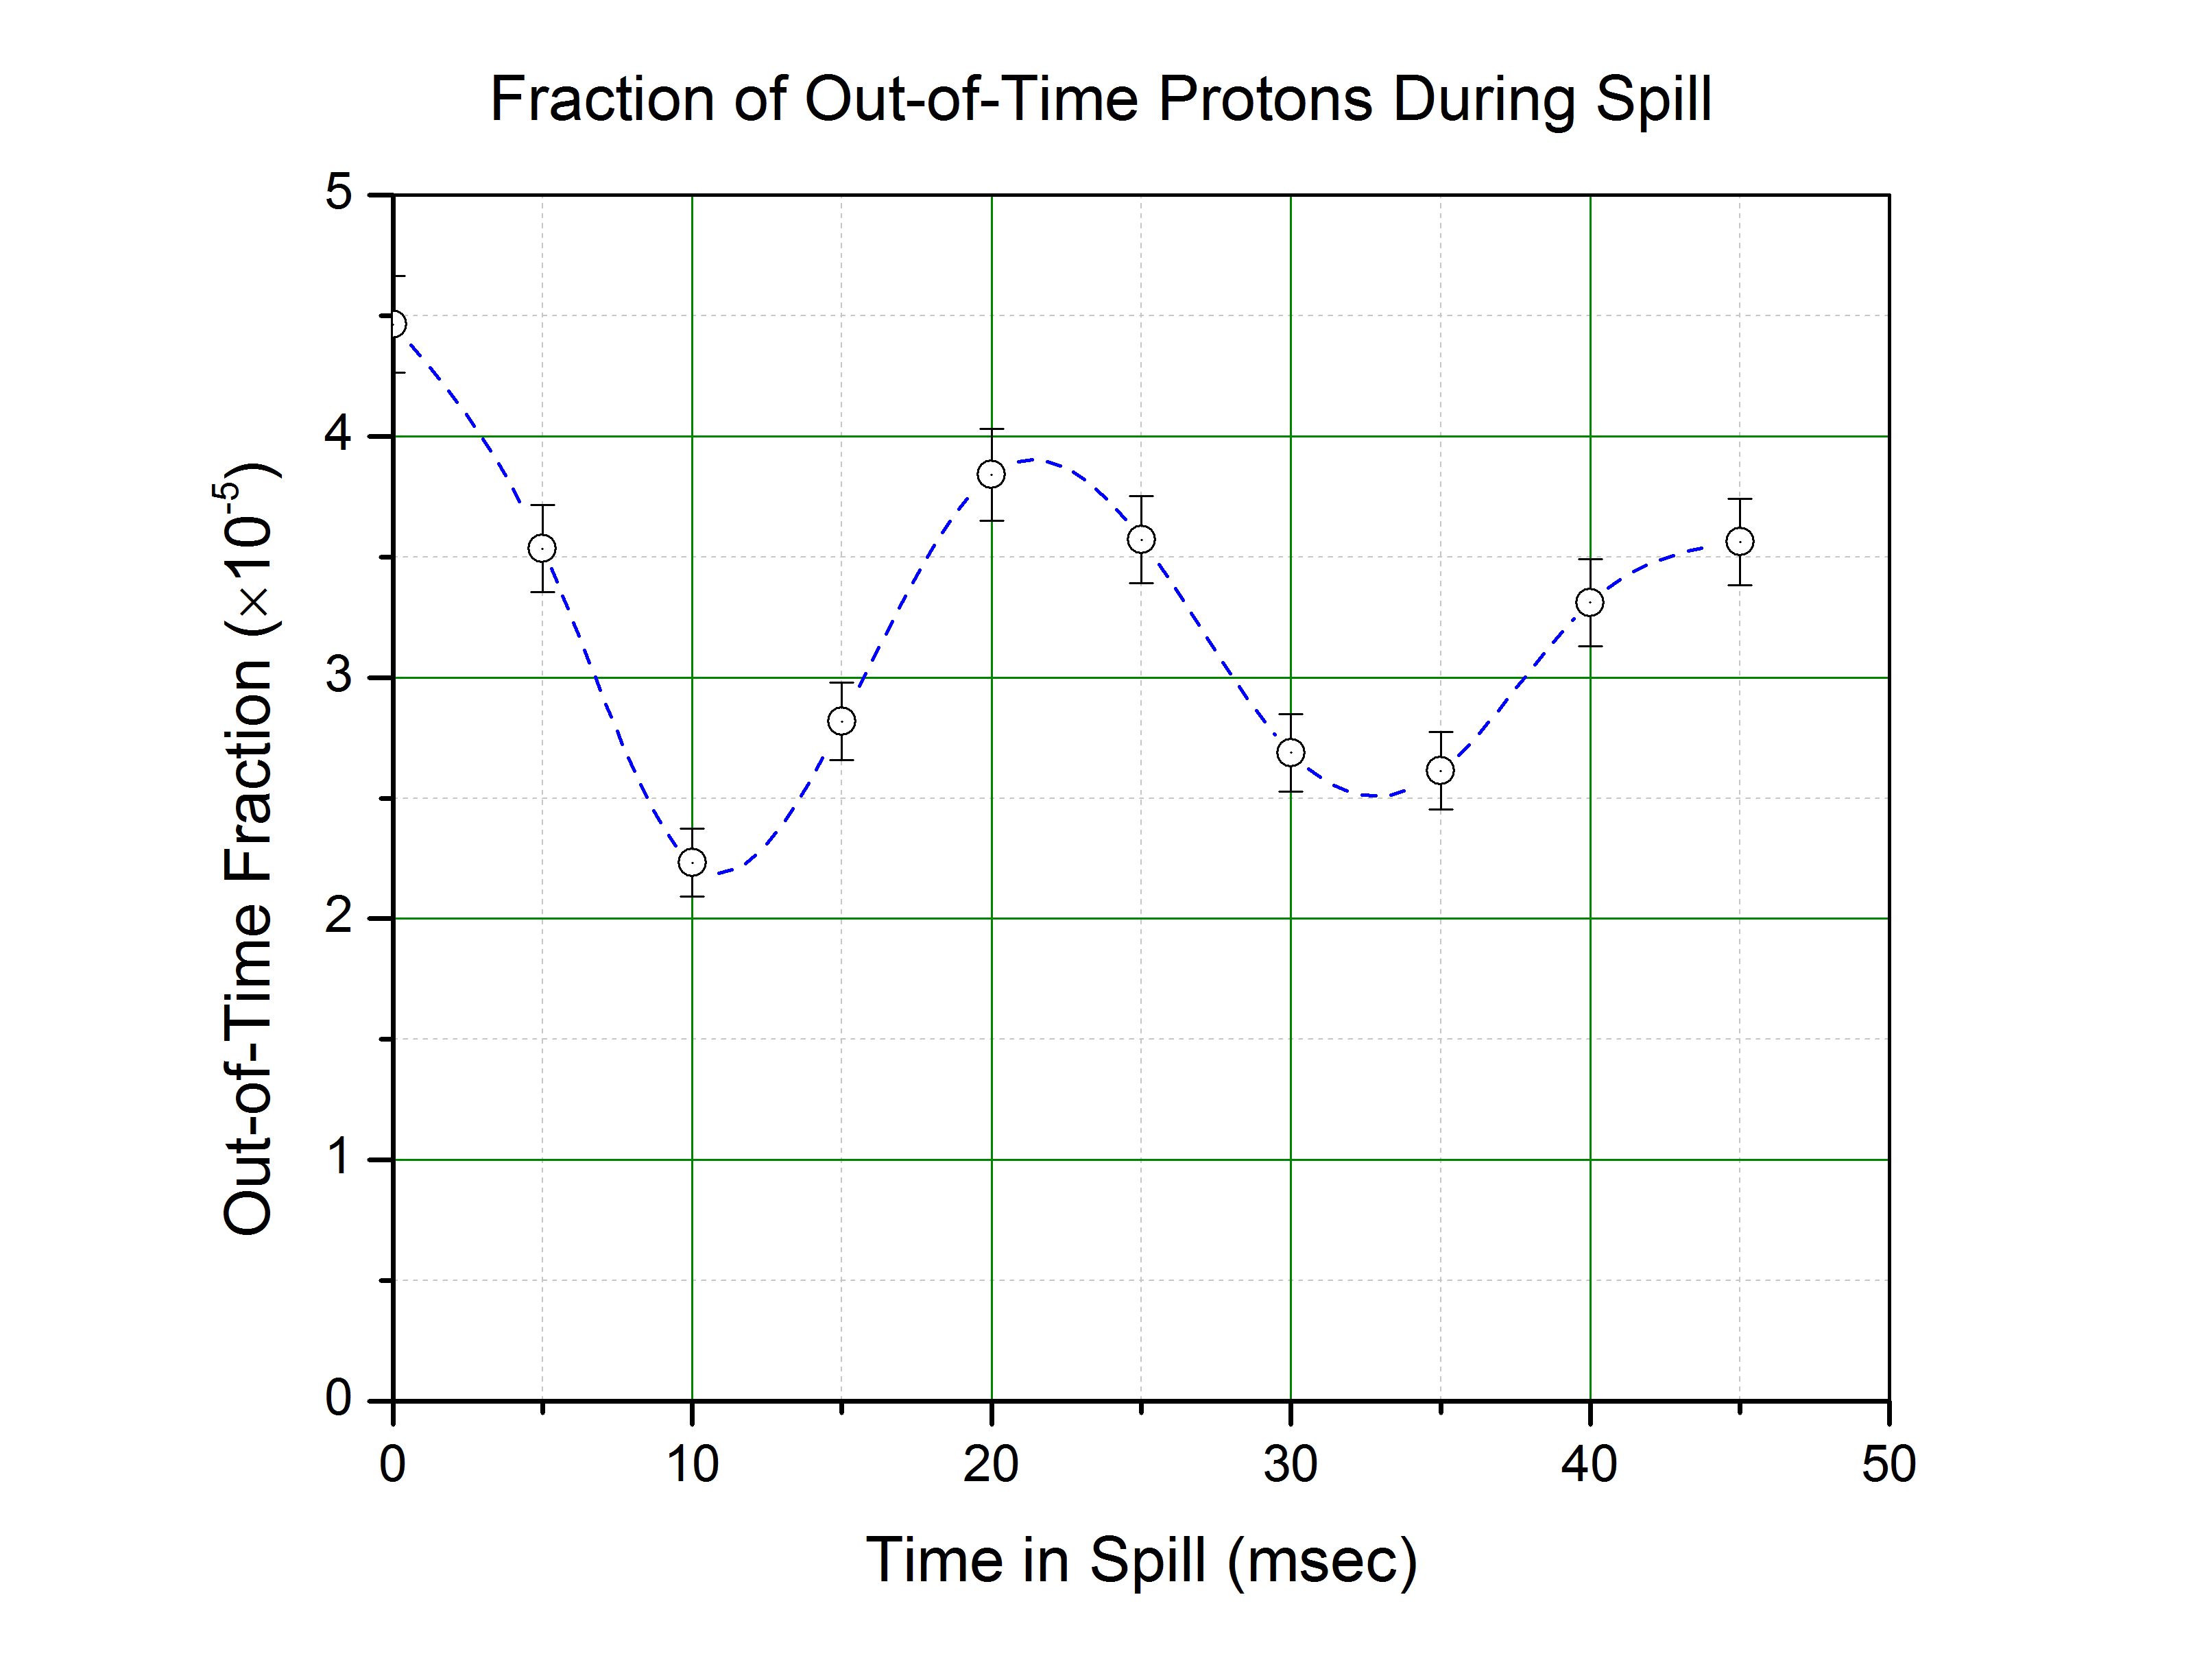 Fraction of Out-of-Time Protons During Spill
Out-of-Time Fraction (×10⁻⁵)
5
4
3
2
1
0
0 10 20 30 40 50
Time in Spill (msec)